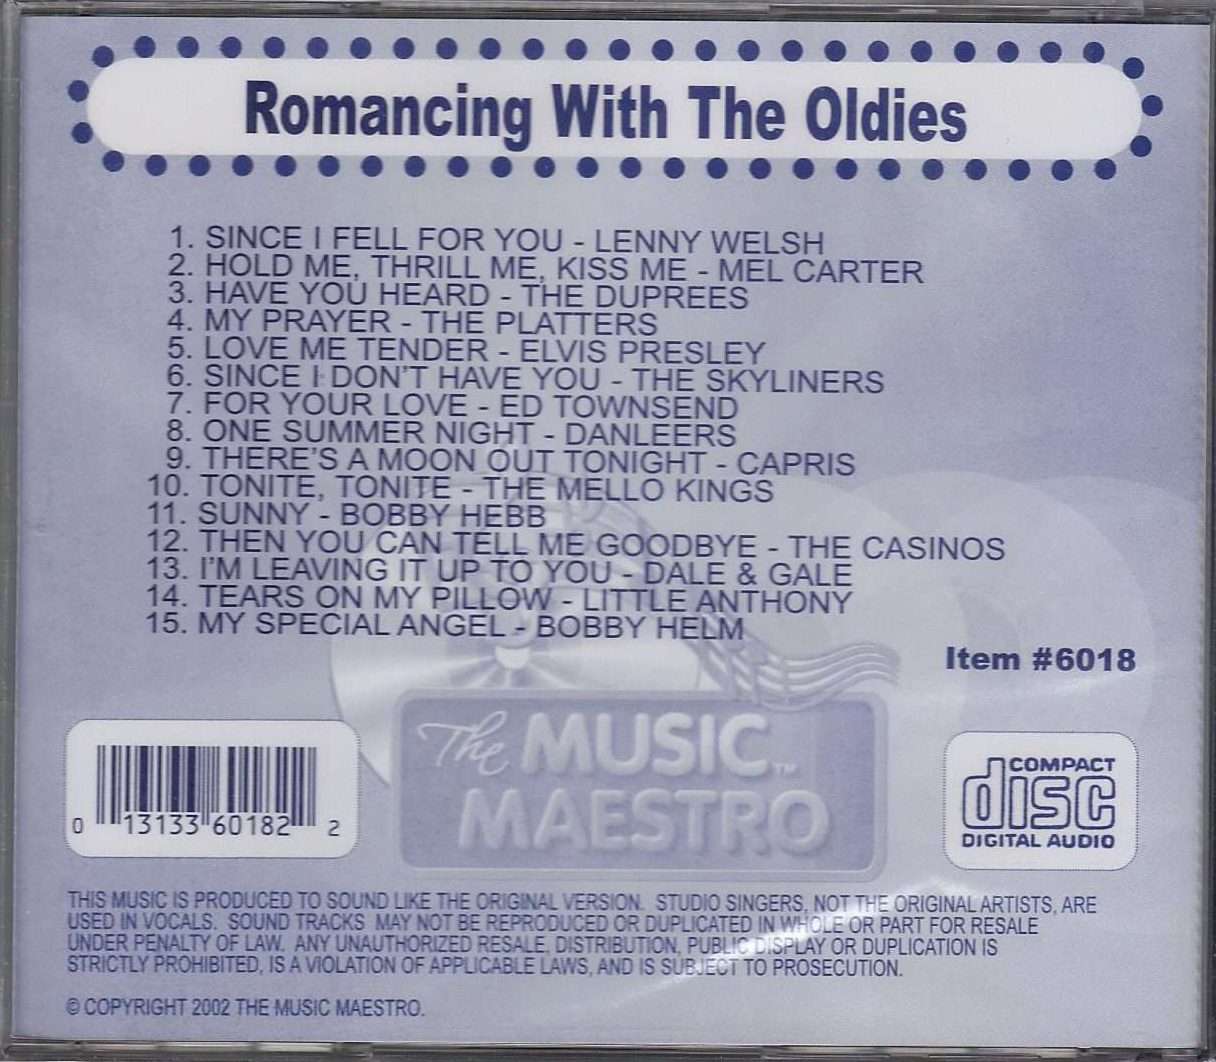 Romancing With The Oldies
1. SINCE I FELL FOR YOU - LENNY WELSH
2. HOLD ME, THRILL ME, KISS ME - MEL CARTER
3. HAVE YOU HEARD - THE DUPREES
4. MY PRAYER - THE PLATTERS
5. LOVE ME TENDER - ELVIS PRESLEY
6. SINCE I DON'T HAVE YOU - THE SKYLINERS
7. FOR YOUR LOVE - ED TOWNSEND
8. ONE SUMMER NIGHT - DANLEERS
9. THERE'S A MOON OUT TONIGHT - CAPRIS
10. TONITE, TONITE - THE MELLO KINGS
11. SUNNY - BOBBY HEBB
12. THEN YOU CAN TELL ME GOODBYE - THE CASINOS
13. I'M LEAVING IT UP TO YOU - DALE & GALE
14. TEARS ON MY PILLOW - LITTLE ANTHONY
15. MY SPECIAL ANGEL - BOBBY HELM
Item #6018
The MUSIC™
MAESTRO
0 13133 60182 2
COMPACT
disc
DIGITAL AUDIO
THIS MUSIC IS PRODUCED TO SOUND LIKE THE ORIGINAL VERSION. STUDIO SINGERS, NOT THE ORIGINAL ARTISTS, ARE
USED IN VOCALS. SOUND TRACKS MAY NOT BE REPRODUCED OR DUPLICATED IN WHOLE OR PART FOR RESALE
UNDER PENALTY OF LAW. ANY UNAUTHORIZED RESALE, DISTRIBUTION, PUBLIC DISPLAY OR DUPLICATION IS
STRICTLY PROHIBITED, IS A VIOLATION OF APPLICABLE LAWS, AND IS SUBJECT TO PROSECUTION.
© COPYRIGHT 2002 THE MUSIC MAESTRO.